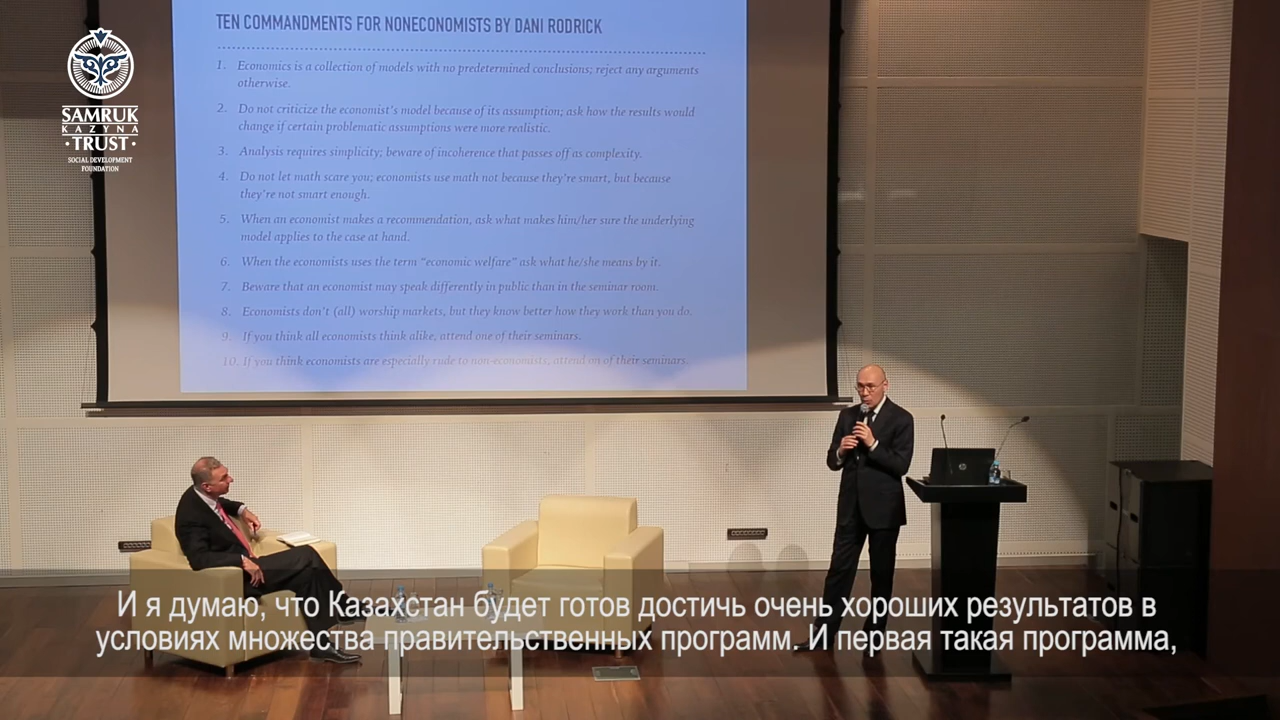 TEN COMMANDMENTS FOR NONECONOMISTS BY DANI RODRICK
1. Economics is a collection of models with no predetermined conclusions; reject any arguments
otherwise.
2. Do not criticize the economist's model because of its assumption; ask how the results would
change if certain problematic assumptions were more realistic.
3. Analysis requires simplicity; beware of incoherence that passes off as complexity.
4. Do not let math scare you; economists use math not because they're smart, but because
they're not smart enough.
5. When an economist makes a recommendation, ask what makes him/her sure the underlying
model applies to the case at hand.
6. When the economists uses the term "economic welfare" ask what he/she means by it.
7. Beware that an economist may speak differently in public than in the seminar room.
8. Economists don't (all) worship markets, but they know better how they work than you do.
9. If you think all economists think alike, attend one of their seminars.
10. If you think economists are especially rude to non-economists; attend on of their seminars.
SAMRUK
KAZYNA
·TRUST·
SOCIAL DEVELOPMENT
FOUNDATION
hp
И я думаю, что Казахстан будет готов достичь очень хороших результатов в
условиях множества правительственных программ. И первая такая программа,